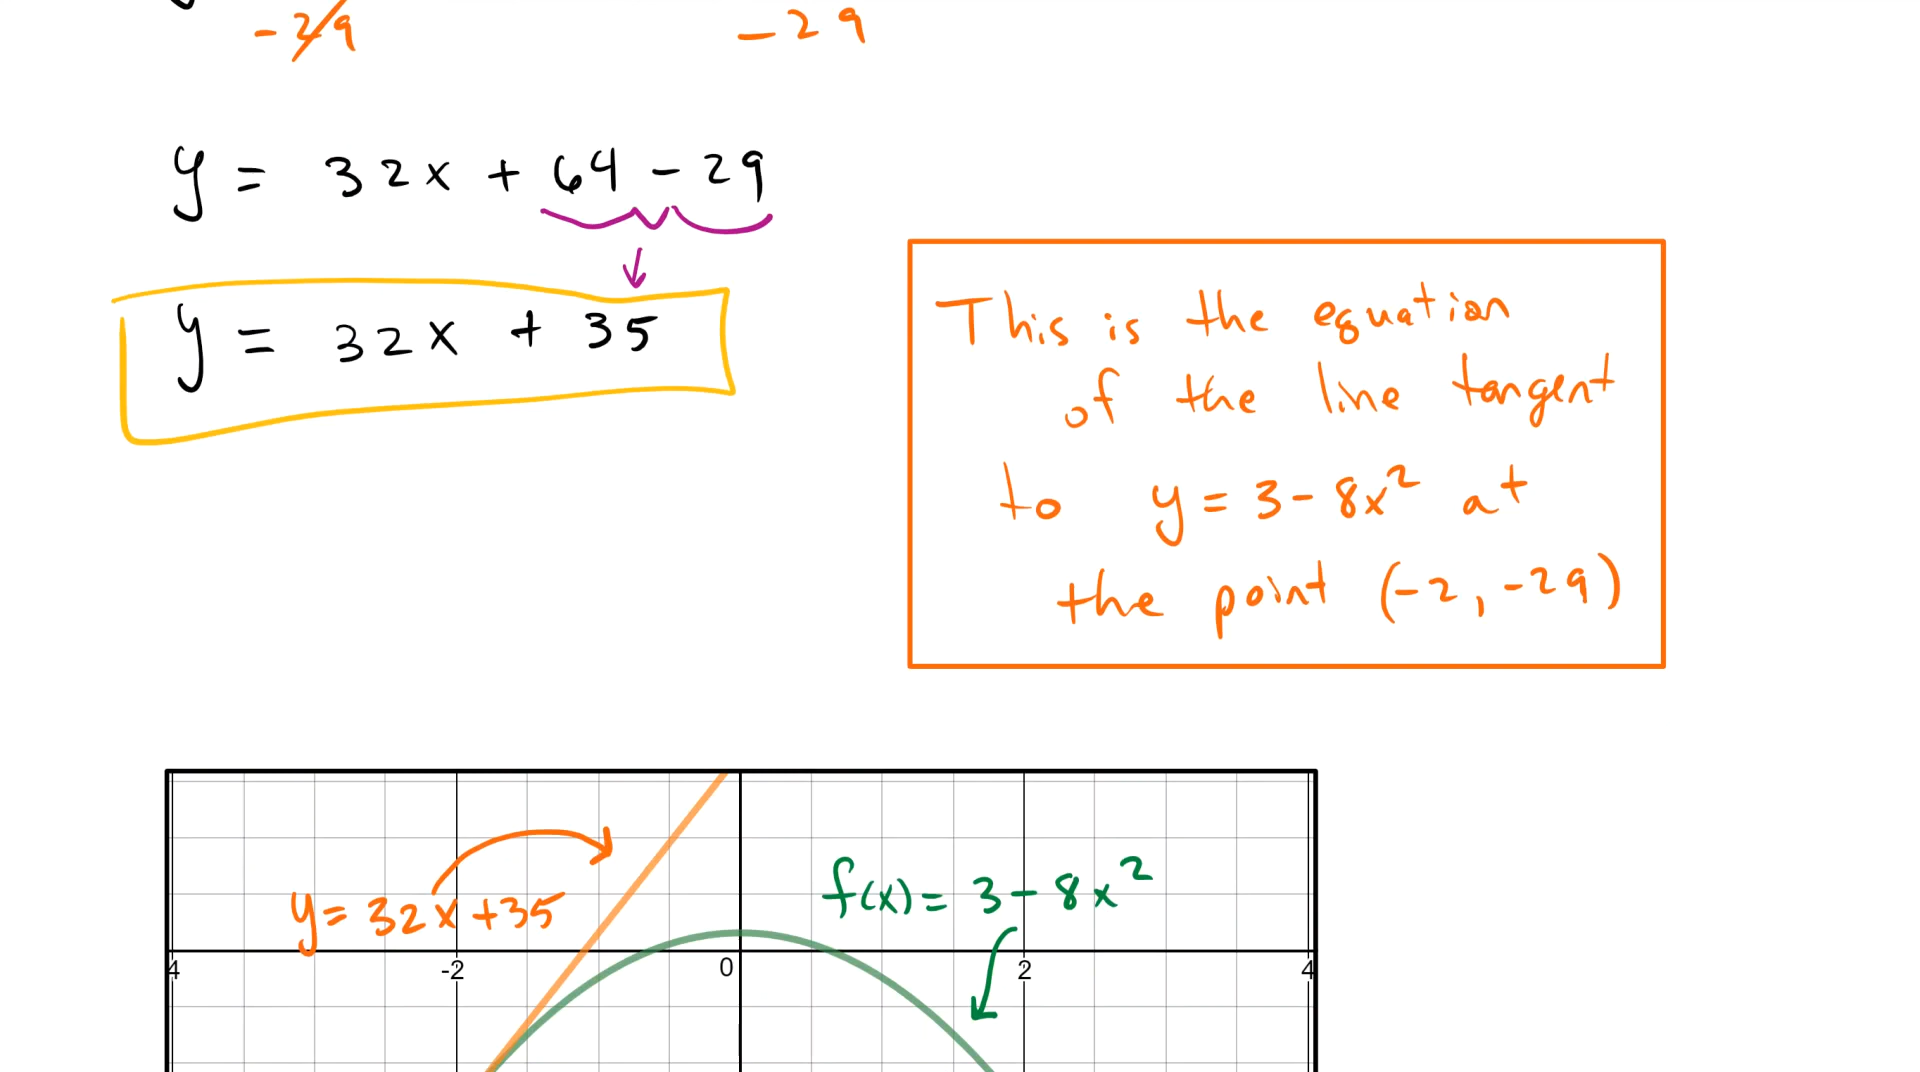 -29 -29
y = 32x + 64 - 29
y = 32x + 35
This is the equation
of the line tangent
to y = 3 - 8x²  at
the point (-2, -29)
y = 32x + 35
f(x) = 3 - 8x²
4 -2 0 2 4